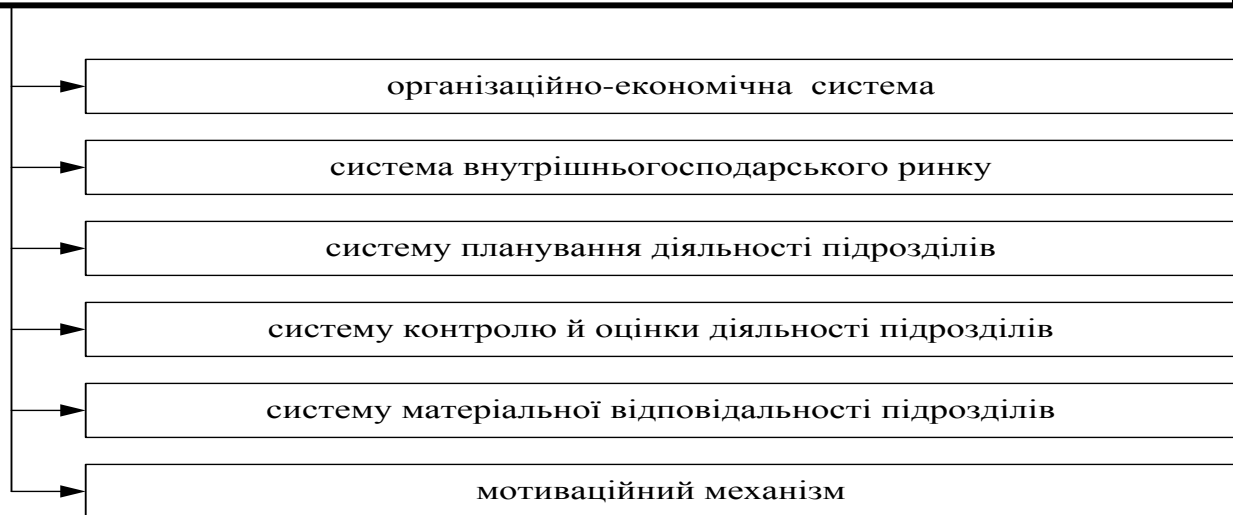 організаційно-економічна система
система внутрішньогосподарського ринку
систему планування діяльності підрозділів
систему контролю й оцінки діяльності підрозділів
систему матеріальної відповідальності підрозділів
мотиваційний механізм